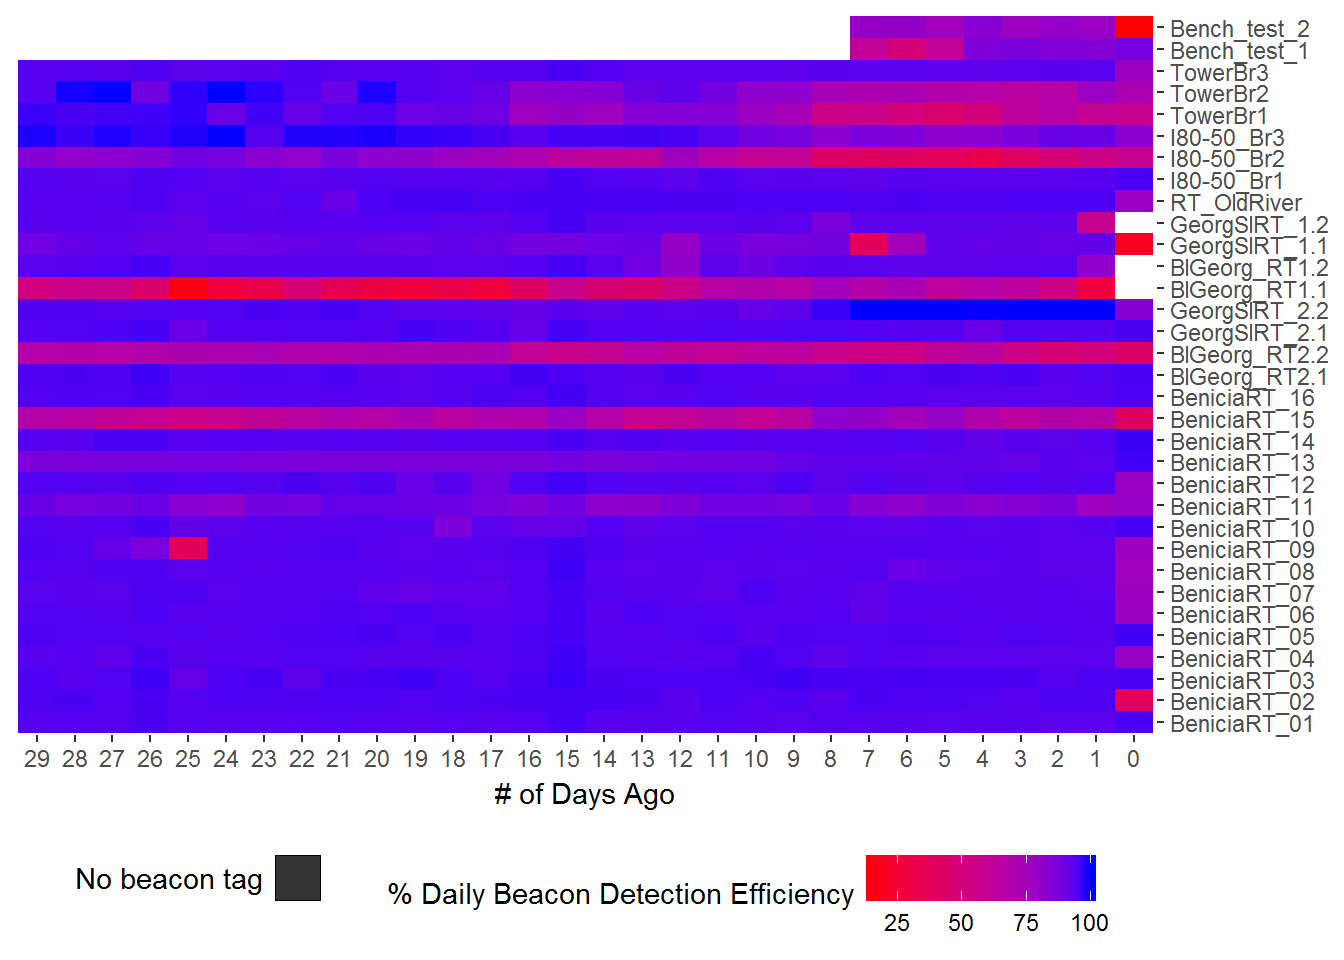 Bench_test_2
Bench_test_1
TowerBr3
TowerBr2
TowerBr1
I80-50_Br3
I80-50_Br2
I80-50_Br1
RT_OldRiver
GeorgSlRT_1.2
GeorgSlRT_1.1
BlGeorg_RT1.2
BlGeorg_RT1.1
GeorgSlRT_2.2
GeorgSlRT_2.1
BlGeorg_RT2.2
BlGeorg_RT2.1
BeniciaRT_16
BeniciaRT_15
BeniciaRT_14
BeniciaRT_13
BeniciaRT_12
BeniciaRT_11
BeniciaRT_10
BeniciaRT_09
BeniciaRT_08
BeniciaRT_07
BeniciaRT_06
BeniciaRT_05
BeniciaRT_04
BeniciaRT_03
BeniciaRT_02
BeniciaRT_01
29 28 27 26 25 24 23 22 21 20 19 18 17 16 15 14 13 12 11 10 9 8 7 6 5 4 3 2 1 0
# of Days Ago
No beacon tag
% Daily Beacon Detection Efficiency
25 50 75 100